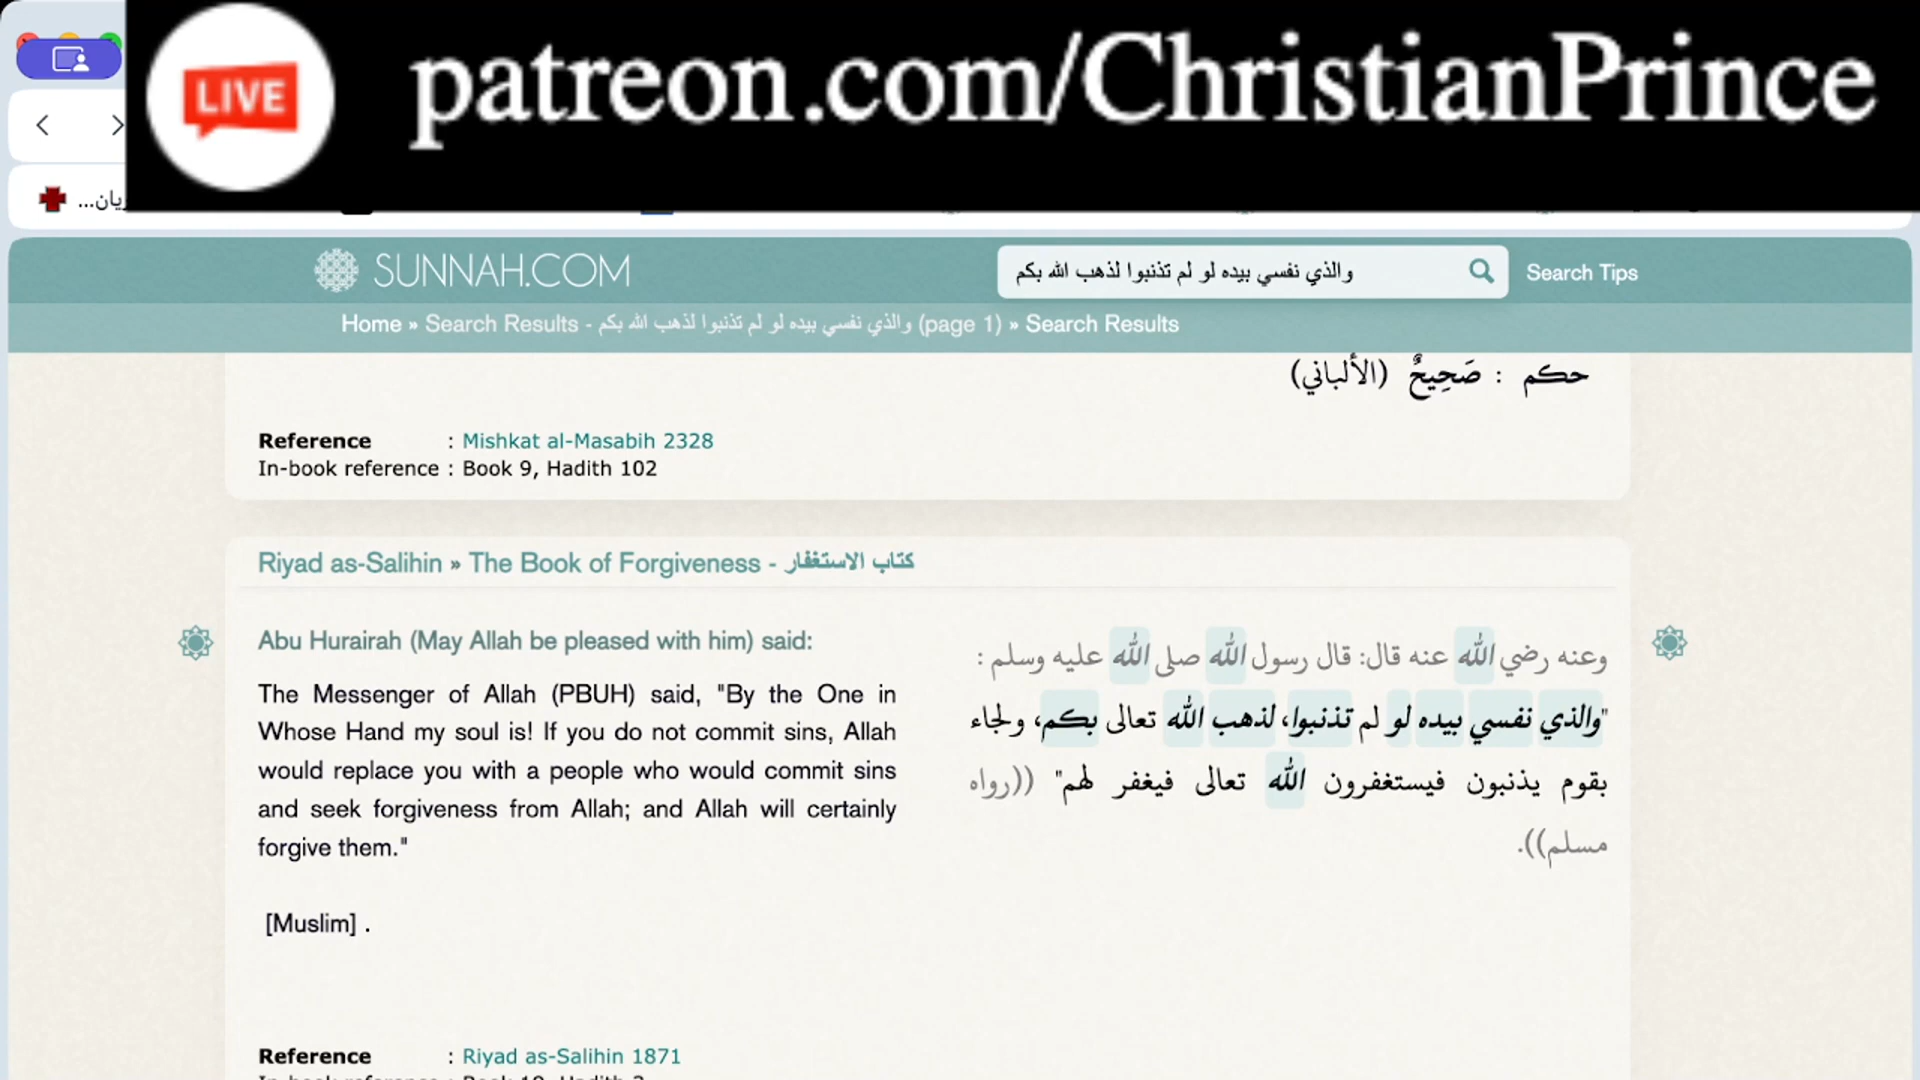 LIVE
patreon.com/ChristianPrince
...ريان
SUNNAH.COM
والذي نفسي بيده لو لم تذنبوا لذهب الله بكم
Search Tips
Home » Search Results - والذي نفسي بيده لو لم تذنبوا لذهب الله بكم (page 1) » Search Results
حكم : صَحِيحٌ (الألباني)
Reference : Mishkat al-Masabih 2328
In-book reference : Book 9, Hadith 102
Riyad as-Salihin » The Book of Forgiveness - كتاب الاستغفار
Abu Hurairah (May Allah be pleased with him) said:
The Messenger of Allah (PBUH) said, "By the One in
Whose Hand my soul is! If you do not commit sins, Allah
would replace you with a people who would commit sins
and seek forgiveness from Allah; and Allah will certainly
forgive them."
[Muslim] .
وعنه رضي الله عنه قال: قال رسول الله صلى الله عليه وسلم :
"والذي نفسي بيده لو لم تذنبوا، لذهب الله تعالى بكم، ولجاء
بقوم يذنبون فيستغفرون الله تعالى فيغفر لهم" ((رواه
مسلم)).
Reference : Riyad as-Salihin 1871